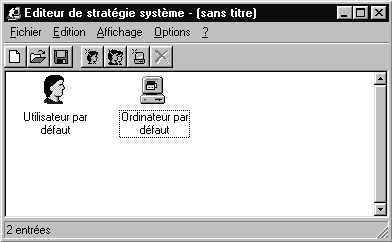 Editeur de stratégie système - (sans titre)
Fichier Edition Affichage Options ?
Utilisateur par
défaut
Ordinateur par
défaut
2 entrées